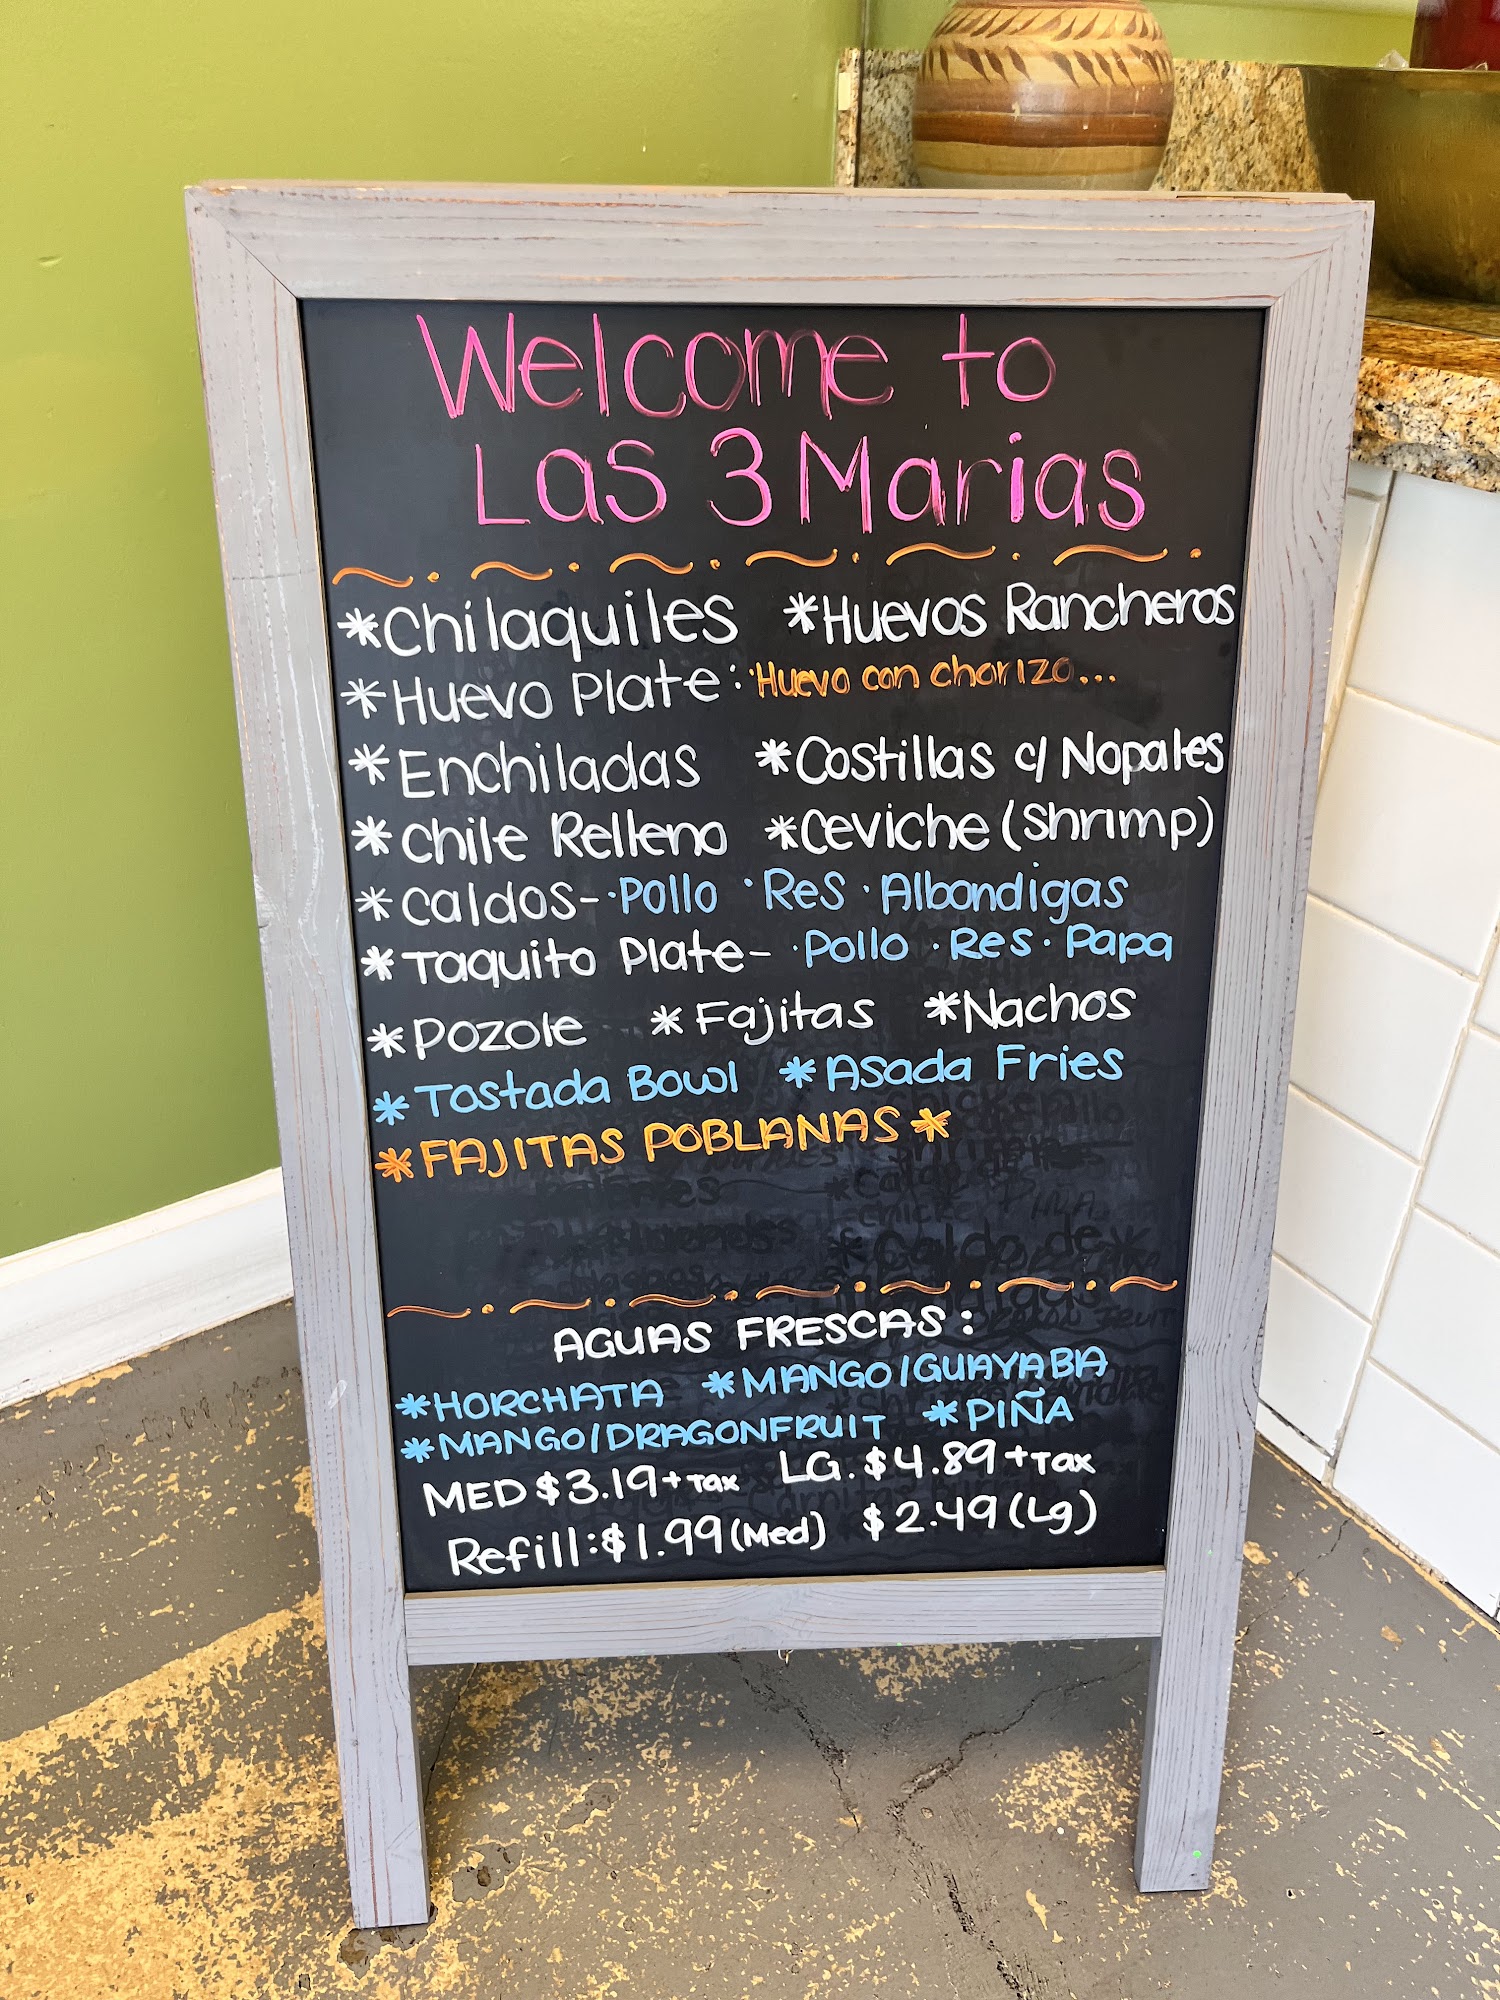 Welcome to
Las 3 Marias
*Chilaquiles *Huevos Rancheros
*Huevo Plate: ·Huevo con chorizo...
*Enchiladas *Costillas c/ Nopales
*Chile Relleno *Ceviche (Shrimp)
*Caldos- ·Pollo ·Res ·Albondigas
*Taquito Plate- ·Pollo ·Res ·Papa
*Pozole *Fajitas *Nachos
*Tostada Bowl *Asada Fries
*FAJITAS POBLANAS*
AGUAS FRESCAS:
*HORCHATA *MANGO/GUAYABA
*MANGO/DRAGONFRUIT *PIÑA
MED $3.19+Tax LG. $4.89+Tax
Refill: $1.99 (Med) $2.49 (Lg)